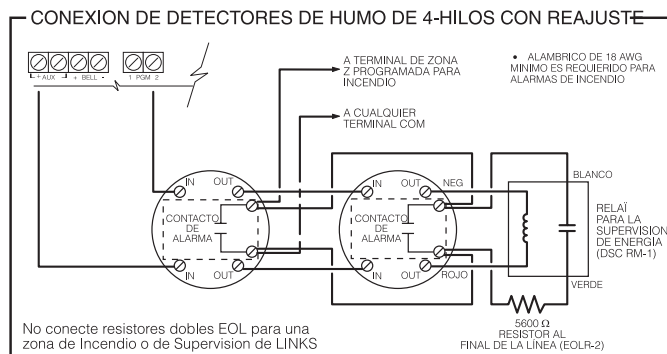 CONEXION DE DETECTORES DE HUMO DE 4-HILOS CON REAJUSTE
+ AUX - + BELL - 1 PGM 2
A TERMINAL DE ZONA
Z PROGRAMADA PARA
INCENDIO
• ALAMBRICO DE 18 AWG
MINIMO ES REQUIERIDO PARA
ALARMAS DE INCENDIO
A CUALQUIER
TERMINAL COM
IN OUT
CONTACTO
DE ALARMA
IN OUT
IN OUT NEG
CONTACTO
DE ALARMA
IN OUT ROJO
BLANCO
RELAÏ
PARA LA
SUPERVISION
DE ENERGÍA
(DSC RM-1)
VERDE
5600 Ω
RESISTOR AL
FINAL DE LA LÍNEA (EOLR-2)
No conecte resistores dobles EOL para una
zona de Incendio o de Supervision de LINKS